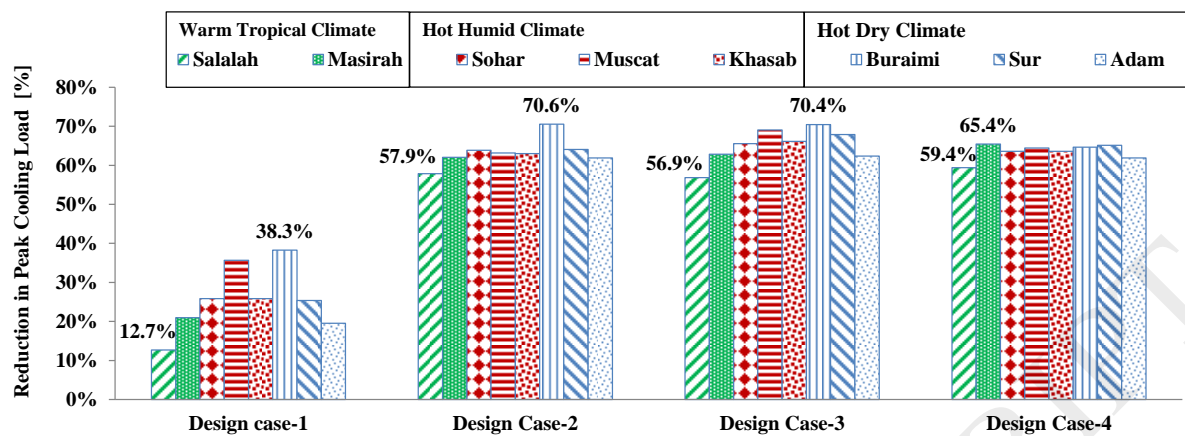 Warm Tropical Climate
Salalah Masirah
Hot Humid Climate
Sohar Muscat Khasab
Hot Dry Climate
Buraimi Sur Adam
Reduction in Peak Cooling Load [%]
80%
70%
60%
50%
40%
30%
20%
10%
0%
12.7%
38.3%
57.9%
70.6%
56.9%
70.4%
59.4%
65.4%
Design case-1 Design Case-2 Design Case-3 Design Case-4